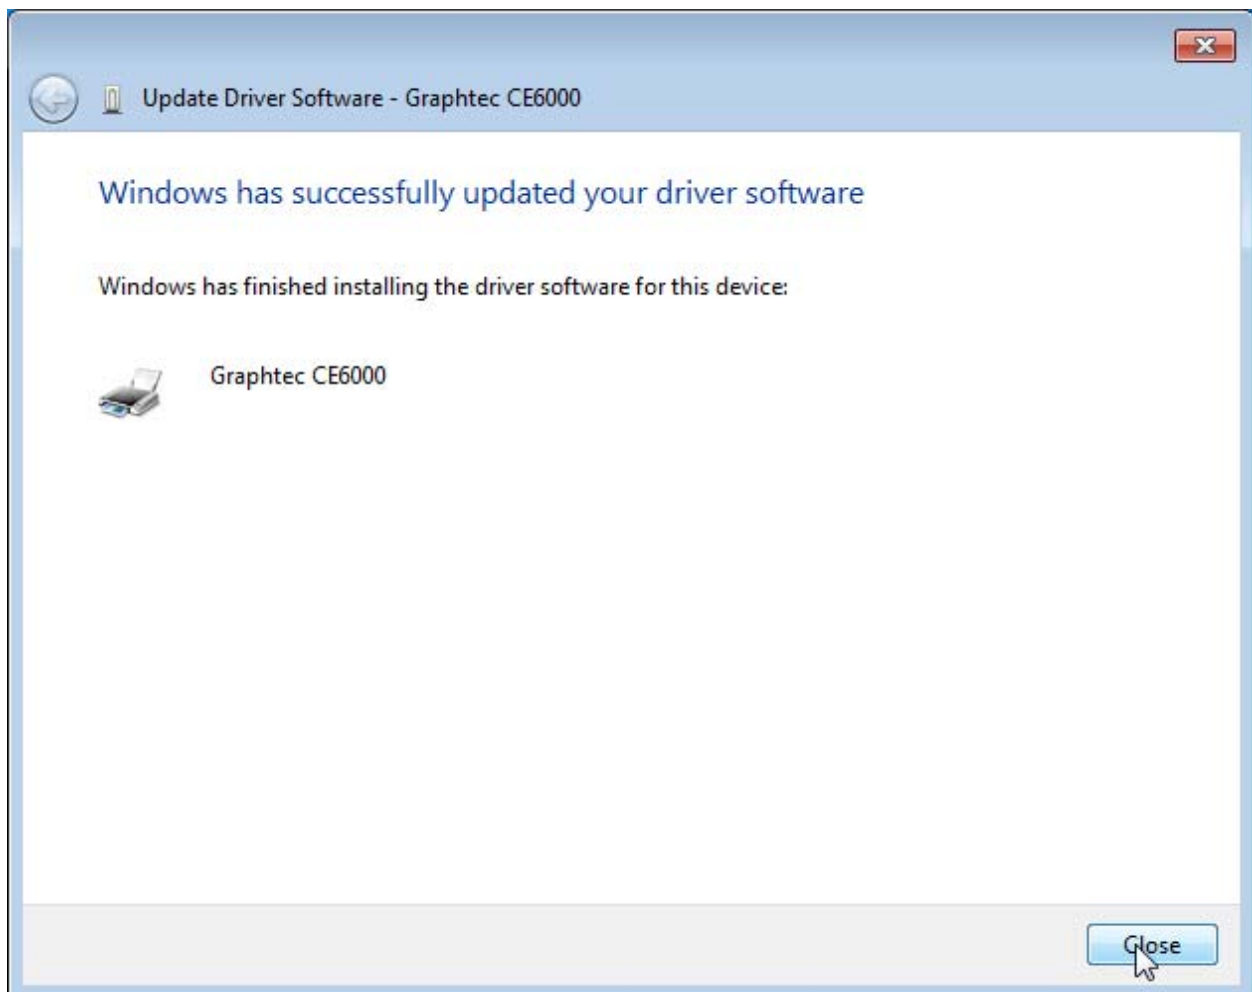 Update Driver Software - Graphtec CE6000
Windows has successfully updated your driver software
Windows has finished installing the driver software for this device:
Graphtec CE6000
Close